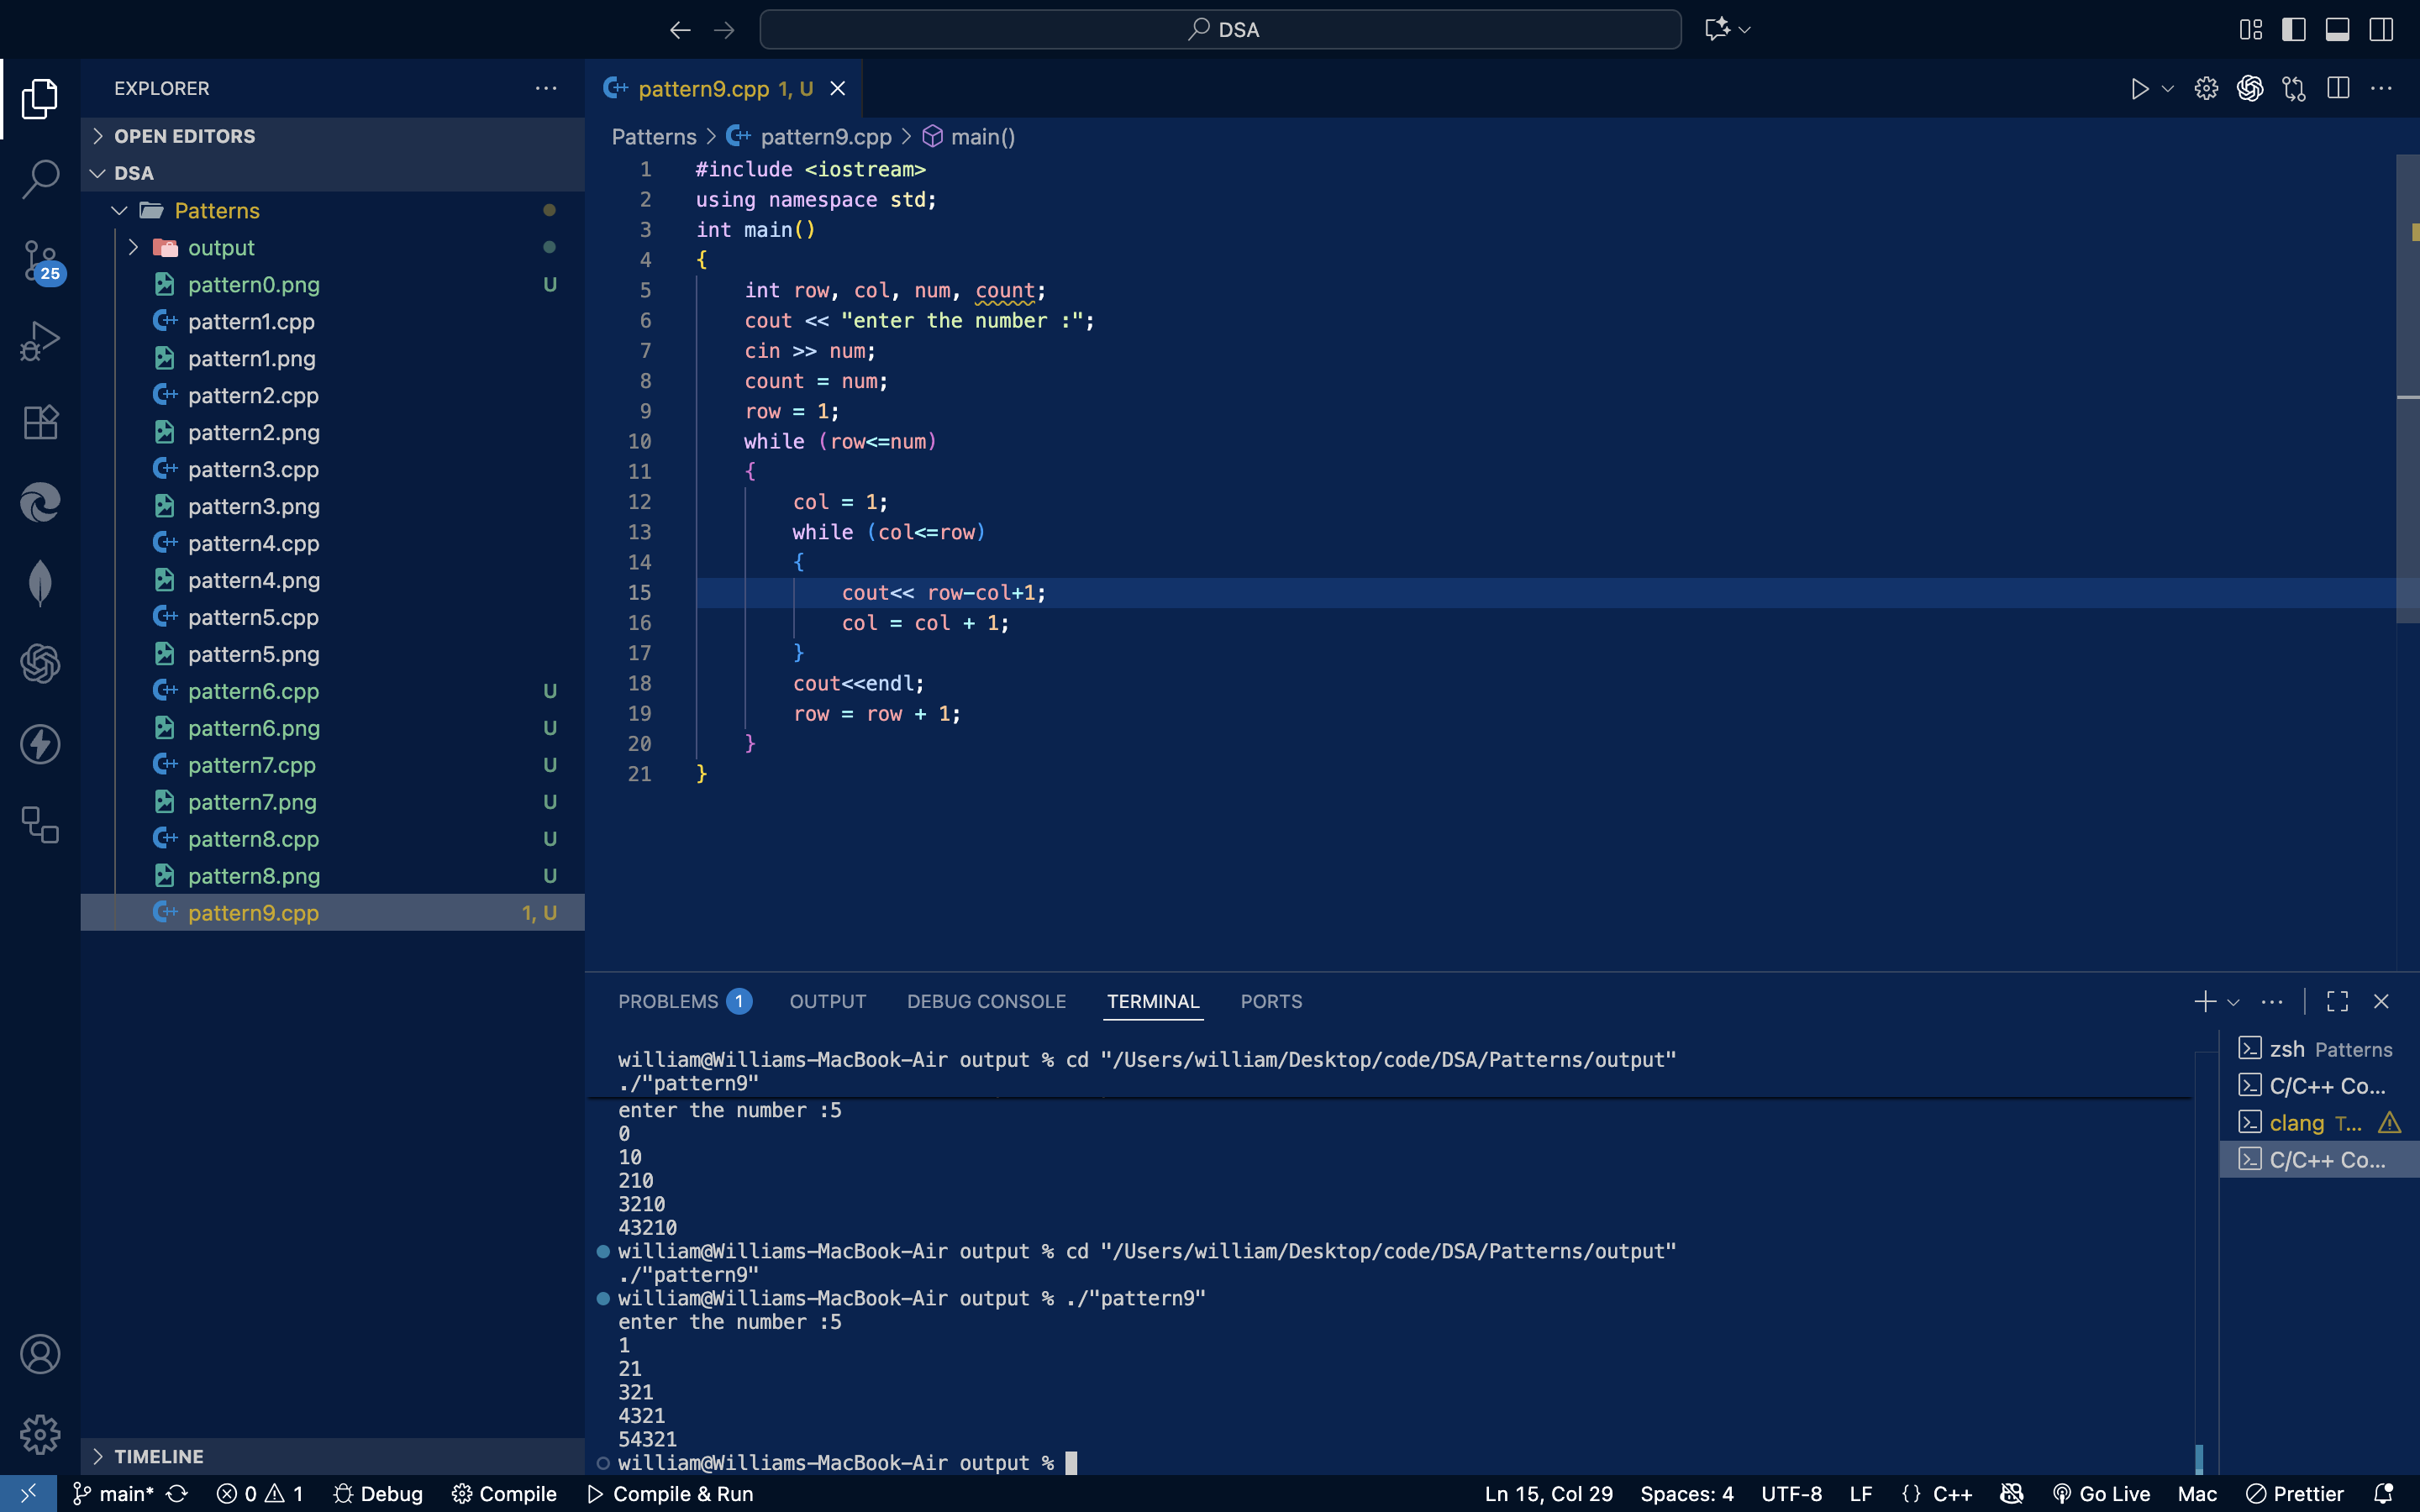 DSA
EXPLORER
OPEN EDITORS
DSA
Patterns
output
pattern0.png U
pattern1.cpp
pattern1.png
pattern2.cpp
pattern2.png
pattern3.cpp
pattern3.png
pattern4.cpp
pattern4.png
pattern5.cpp
pattern5.png
pattern6.cpp U
pattern6.png U
pattern7.cpp U
pattern7.png U
pattern8.cpp U
pattern8.png U
pattern9.cpp 1, U
TIMELINE
25
pattern9.cpp 1, U
Patterns > pattern9.cpp > main()
1 #include <iostream>
2 using namespace std;
3 int main()
4 {
5 int row, col, num, count;
6 cout << "enter the number :";
7 cin >> num;
8 count = num;
9 row = 1;
10 while (row<=num)
11 {
12 col = 1;
13 while (col<=row)
14 {
15 cout<< row-col+1;
16 col = col + 1;
17 }
18 cout<<endl;
19 row = row + 1;
20 }
21 }
PROBLEMS 1 OUTPUT DEBUG CONSOLE TERMINAL PORTS
william@Williams-MacBook-Air output % cd "/Users/william/Desktop/code/DSA/Patterns/output"
./"pattern9"
enter the number :5
0
10
210
3210
43210
william@Williams-MacBook-Air output % cd "/Users/william/Desktop/code/DSA/Patterns/output"
./"pattern9"
william@Williams-MacBook-Air output % ./"pattern9"
enter the number :5
1
21
321
4321
54321
william@Williams-MacBook-Air output %
zsh Patterns
C/C++ Co...
clang T...
C/C++ Co...
main* 0 1 Debug Compile Compile & Run Ln 15, Col 29 Spaces: 4 UTF-8 LF {} C++ Go Live Mac Prettier